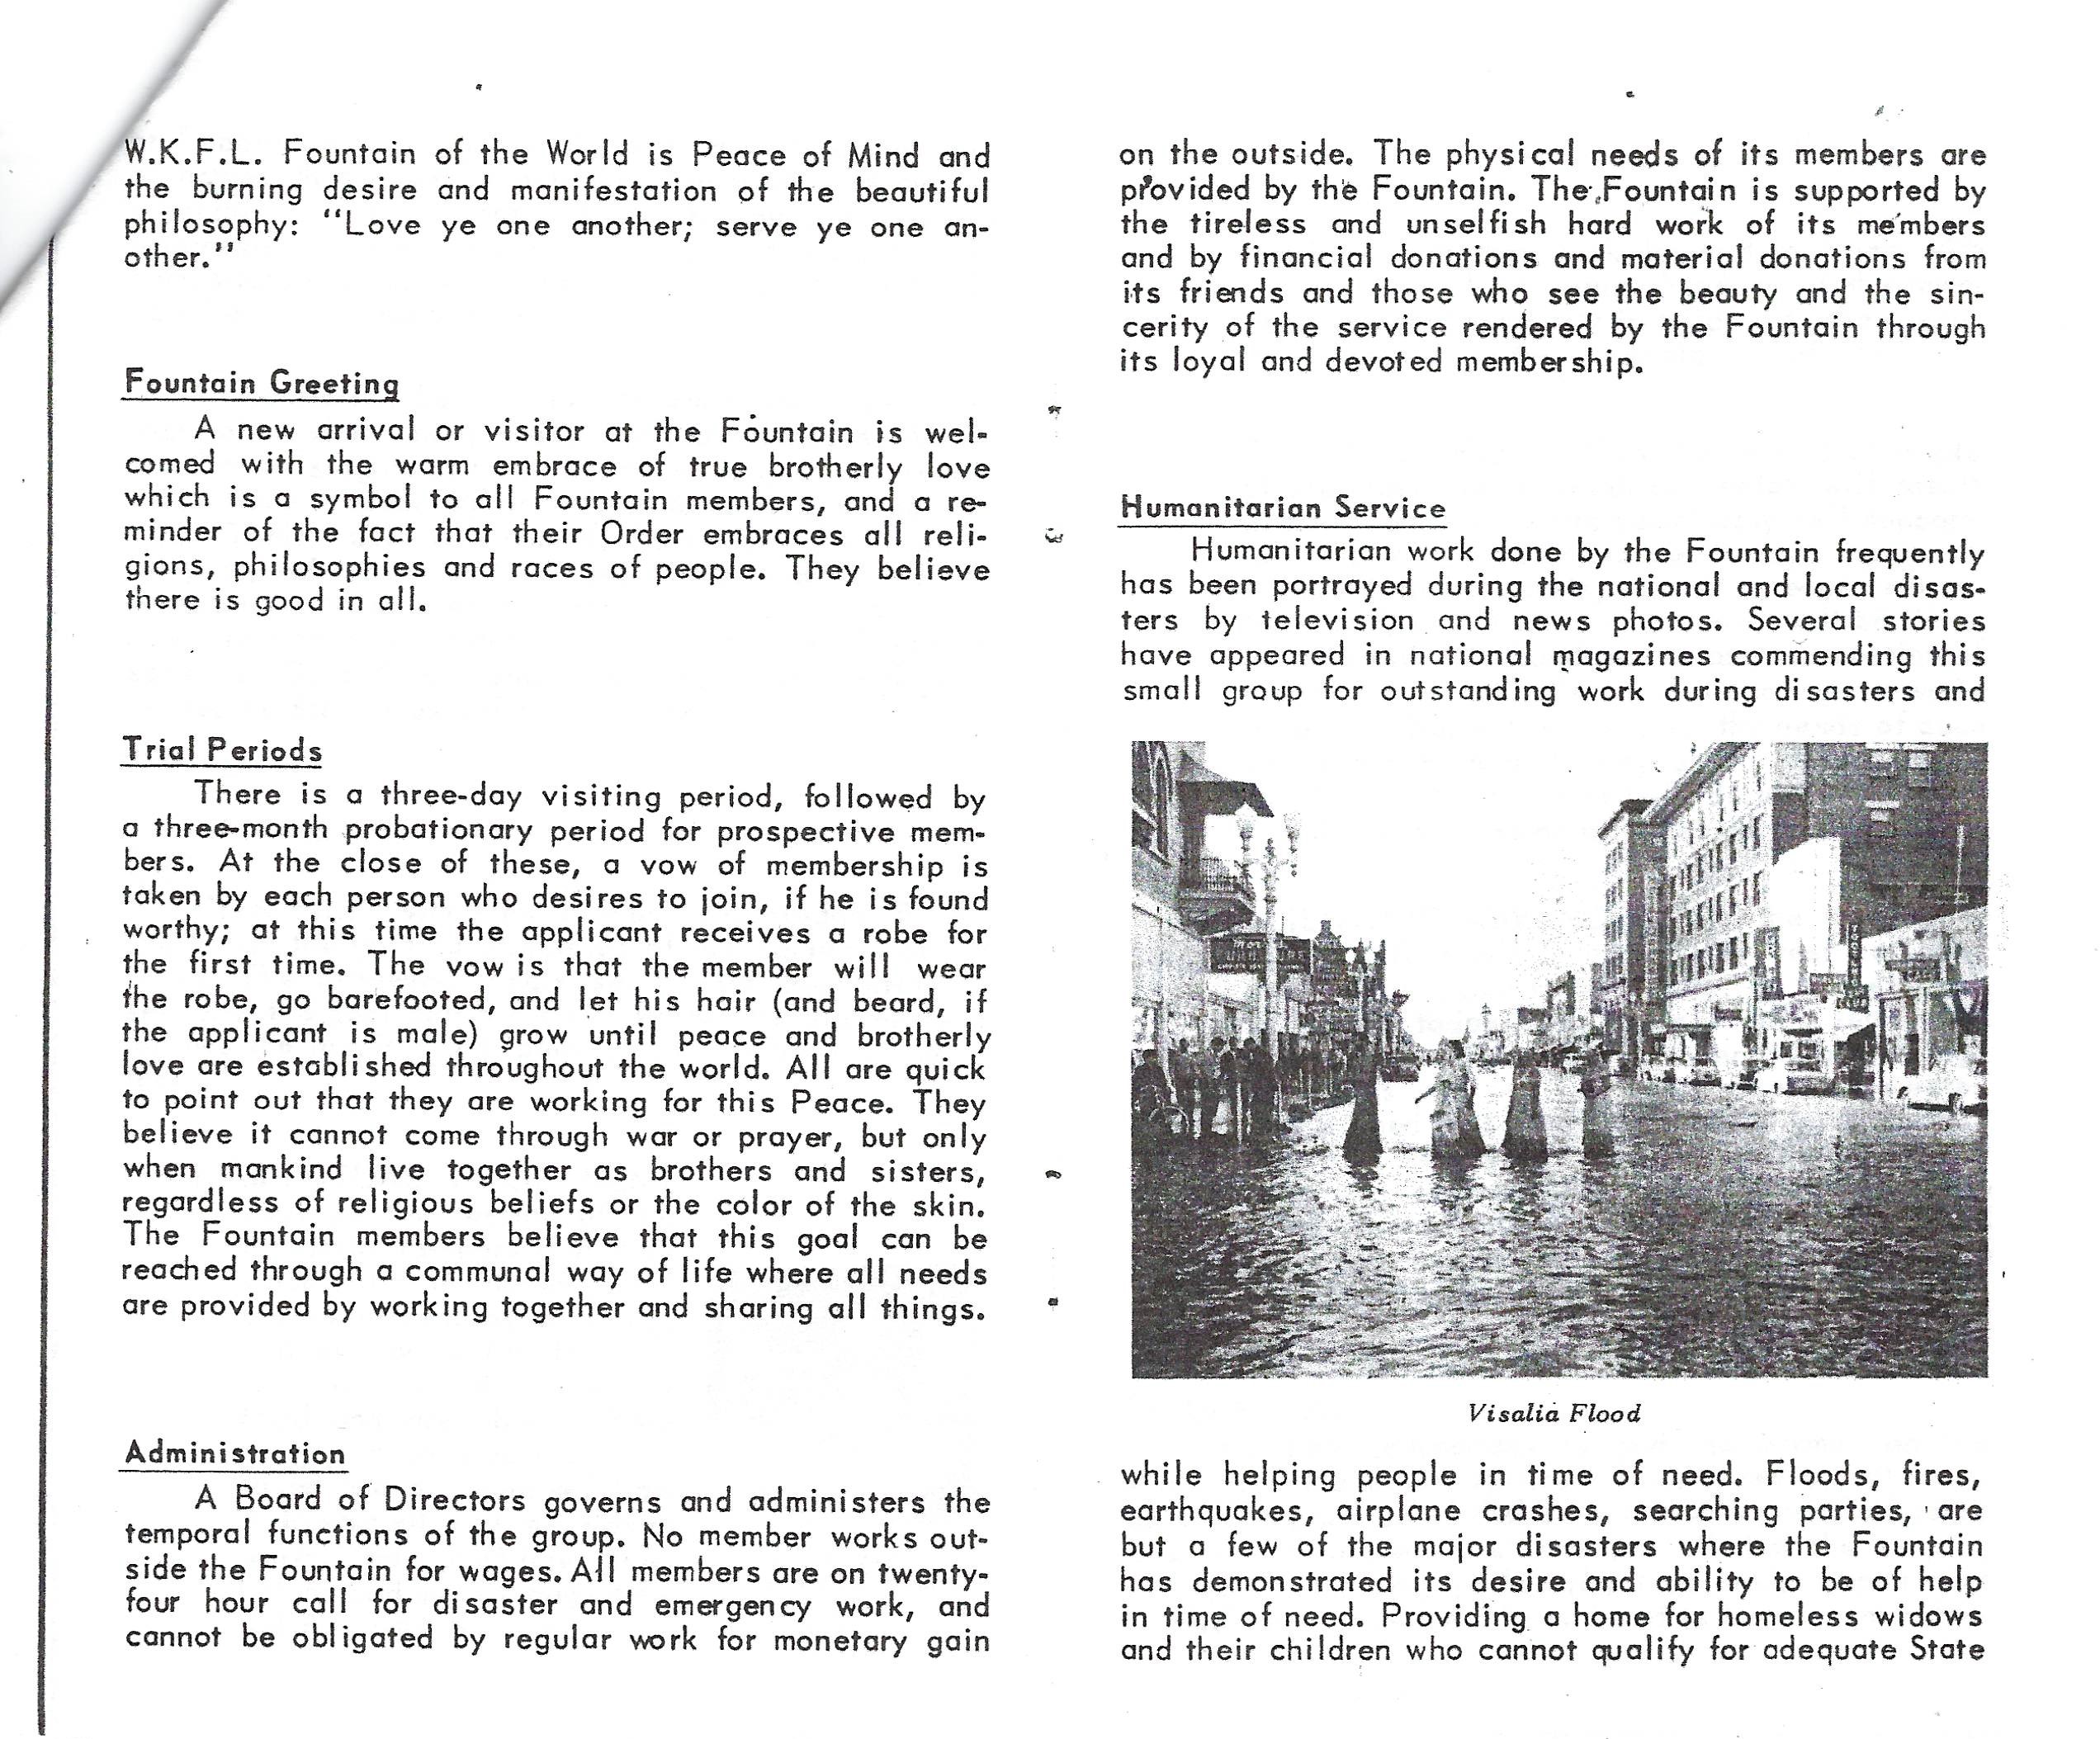 W.K.F.L. Fountain of the World is Peace of Mind and
the burning desire and manifestation of the beautiful
philosophy: "Love ye one another; serve ye one an-
other."
Fountain Greeting
A new arrival or visitor at the Fountain is wel-
comed with the warm embrace of true brotherly love
which is a symbol to all Fountain members, and a re-
minder of the fact that their Order embraces all reli-
gions, philosophies and races of people. They believe
there is good in all.
Trial Periods
There is a three-day visiting period, followed by
a three-month probationary period for prospective mem-
bers. At the close of these, a vow of membership is
taken by each person who desires to join, if he is found
worthy; at this time the applicant receives a robe for
the first time. The vow is that the member will wear
the robe, go barefooted, and let his hair (and beard, if
the applicant is male) grow until peace and brotherly
love are established throughout the world. All are quick
to point out that they are working for this Peace. They
believe it cannot come through war or prayer, but only
when mankind live together as brothers and sisters,
regardless of religious beliefs or the color of the skin.
The Fountain members believe that this goal can be
reached through a communal way of life where all needs
are provided by working together and sharing all things.
Administration
A Board of Directors governs and administers the
temporal functions of the group. No member works out-
side the Fountain for wages. All members are on twenty-
four hour call for disaster and emergency work, and
cannot be obligated by regular work for monetary gain
on the outside. The physical needs of its members are
provided by the Fountain. The Fountain is supported by
the tireless and unselfish hard work of its members
and by financial donations and material donations from
its friends and those who see the beauty and the sin-
cerity of the service rendered by the Fountain through
its loyal and devoted membership.
Humanitarian Service
Humanitarian work done by the Fountain frequently
has been portrayed during the national and local disas-
ters by television and news photos. Several stories
have appeared in national magazines commending this
small group for outstanding work during disasters and
Visalia Flood
while helping people in time of need. Floods, fires,
earthquakes, airplane crashes, searching parties, are
but a few of the major disasters where the Fountain
has demonstrated its desire and ability to be of help
in time of need. Providing a home for homeless widows
and their children who cannot qualify for adequate State